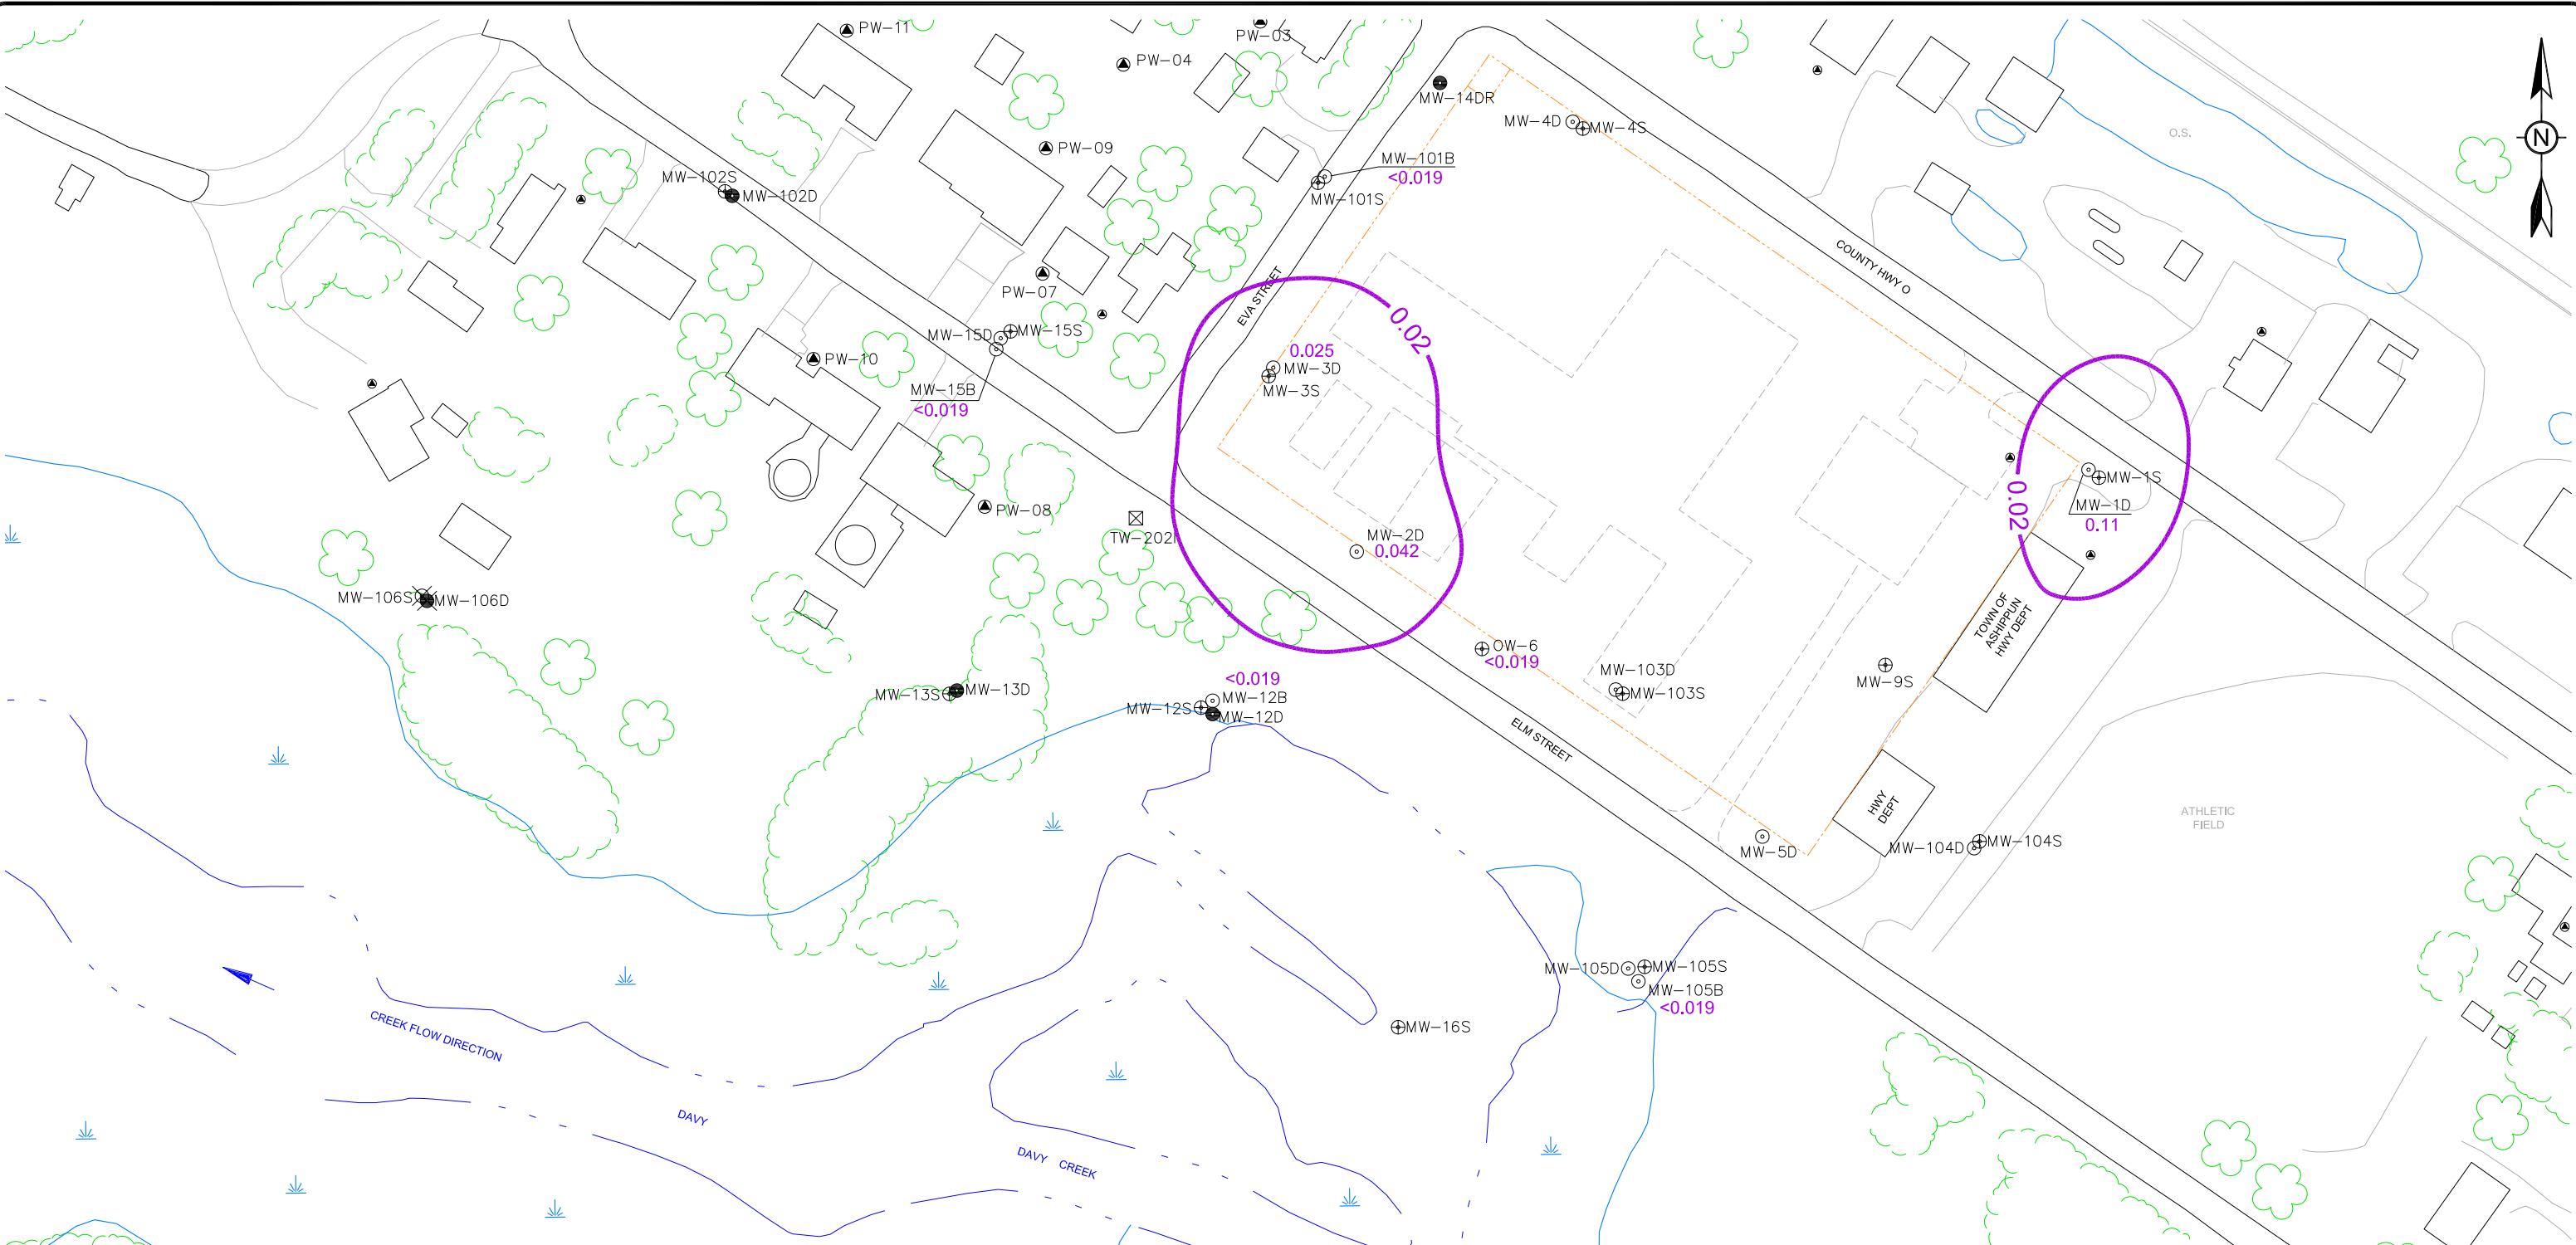 PW-11
PW-03
PW-04
N
MW-14DR
MW-4D
MW-4S
O.S.
PW-09
MW-101B
<0.019
MW-101S
MW-102S
MW-102D
COUNTY HWY O
PW-07
EVA STREET
0.02
MW-15D
MW-15S
PW-10
0.025
MW-3D
MW-3S
MW-15B
<0.019
MW-1S
0.02
MW-1D
0.11
PW-08
TW-202
MW-2D
0.042
MW-106S
MW-106D
TOWN OF
ASHIPPUN
HWY DEPT
OW-6
<0.019
MW-103D
MW-103S
MW-9S
<0.019
MW-13S
MW-13D
MW-12B
MW-12S
MW-12D
ELM STREET
HWY
DEPT
ATHLETIC
FIELD
MW-5D
MW-104D
MW-104S
MW-105D
MW-105S
MW-105B
<0.019
MW-16S
CREEK FLOW DIRECTION
DAVY
DAVY CREEK